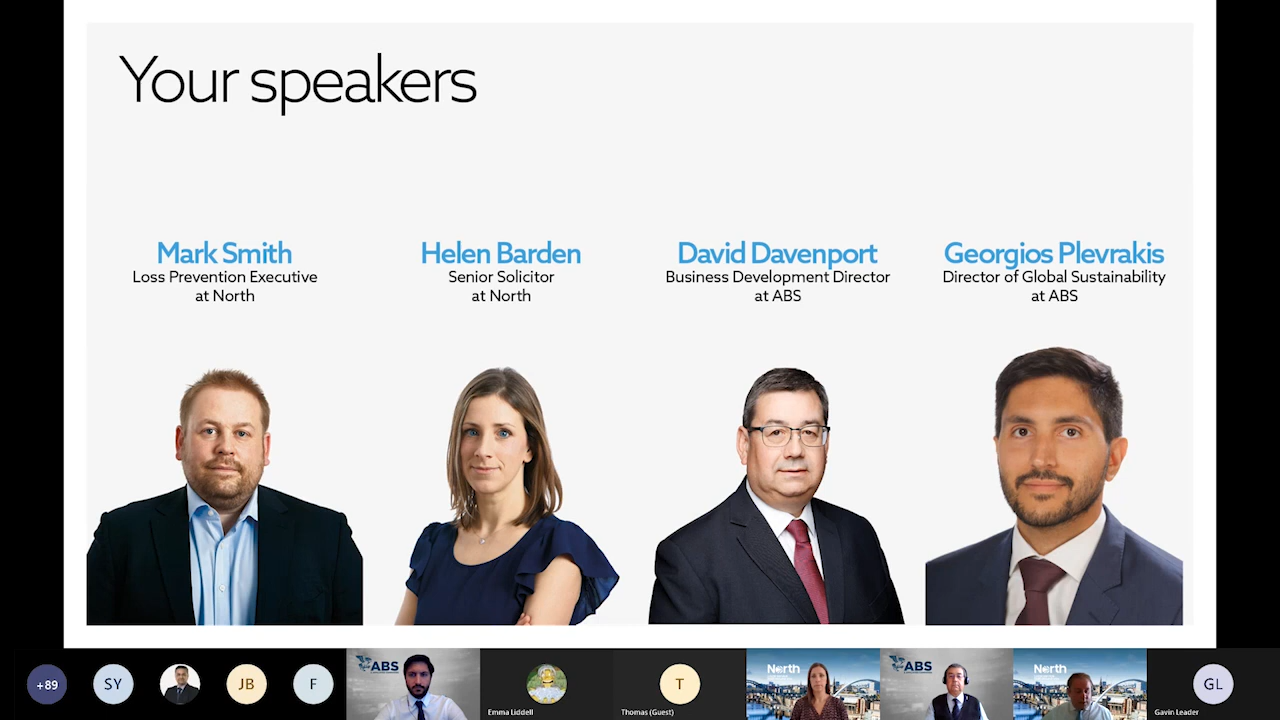 Your speakers
Mark Smith
Loss Prevention Executive
at North
Helen Barden
Senior Solicitor
at North
David Davenport
Business Development Director
at ABS
Georgios Plevrakis
Director of Global Sustainability
at ABS
+89
SY
JB
F
ABS
Emma Liddell
T
Thomas (Guest)
North
ABS
North
GL
Gavin Leader